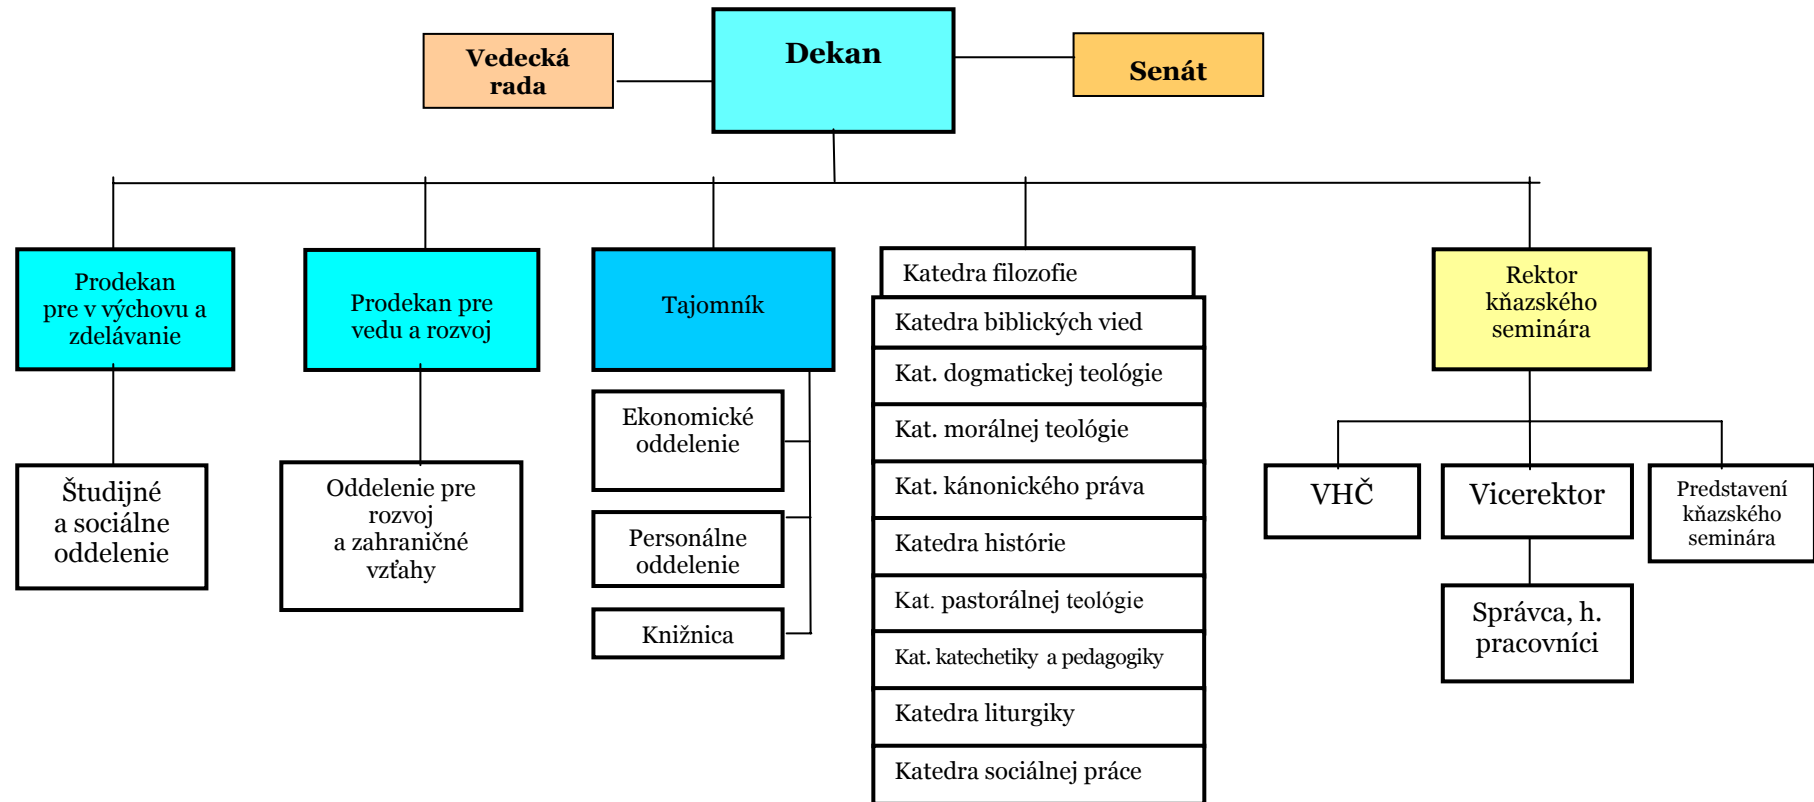 Vedecká
rada
Dekan
Senát
Prodekan
pre v výchovu a
zdelávanie
Prodekan pre
vedu a rozvoj
Tajomník
Katedra filozofie
Katedra biblických vied
Kat. dogmatickej teológie
Kat. morálnej teológie
Kat. kánonického práva
Katedra histórie
Kat. pastorálnej teológie
Kat. katechetiky a pedagogiky
Katedra liturgiky
Katedra sociálnej práce
Rektor
kňazského
seminára
Študijné
a sociálne
oddelenie
Oddelenie pre
rozvoj
a zahraničné
vzťahy
Ekonomické
oddelenie
Personálne
oddelenie
Knižnica
VHČ
Vicerektor
Predstavení
kňazského
seminára
Správca, h.
pracovníci